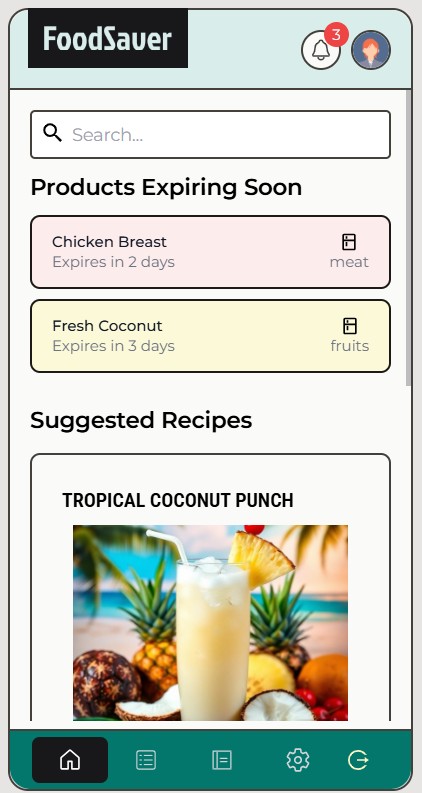 FoodSaver
3
Search...
Products Expiring Soon
Chicken Breast
Expires in 2 days
meat
Fresh Coconut
Expires in 3 days
fruits
Suggested Recipes
TROPICAL COCONUT PUNCH